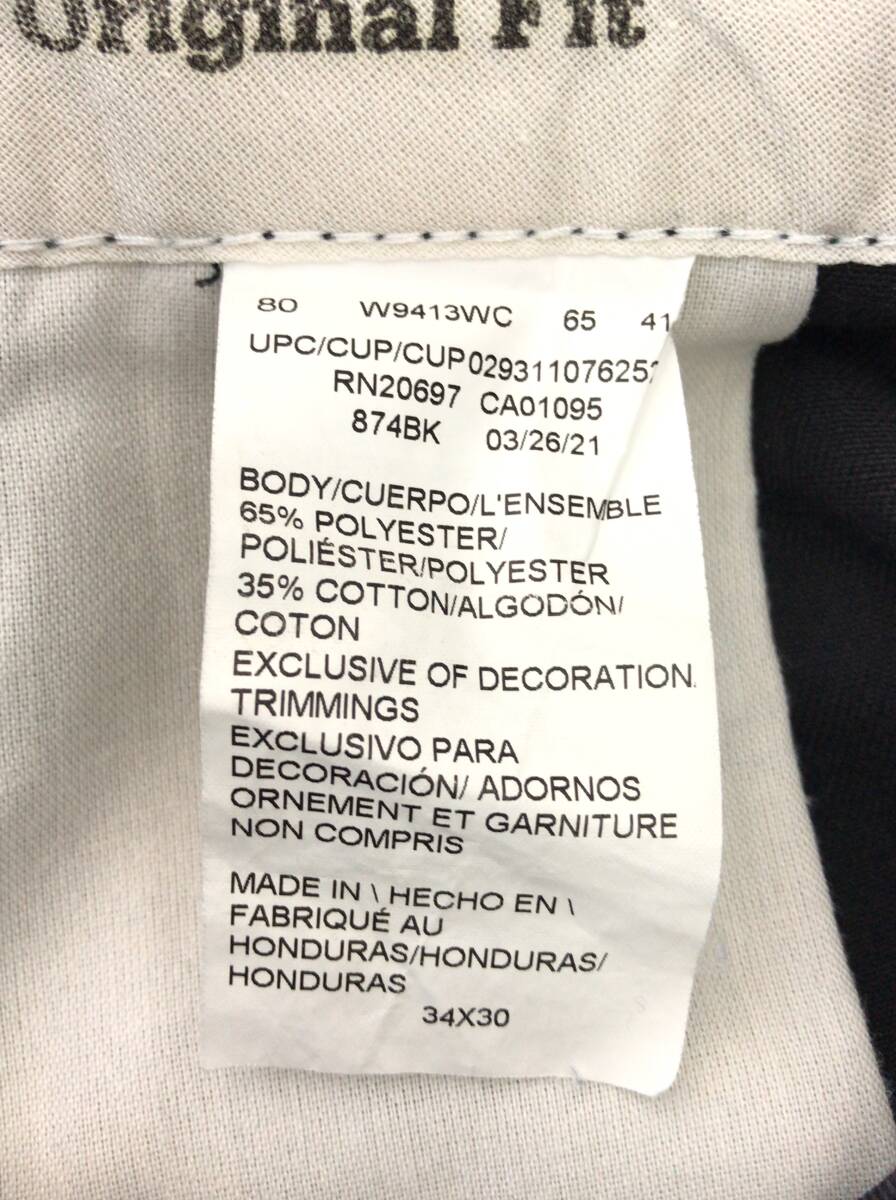 Original Fit
80 W9413WC 65 41
UPC/CUP/CUP02931107625
RN20697 CA01095
874BK 03/26/21
BODY/CUERPO/L'ENSEMBLE
65% POLYESTER/
POLIÉSTER/POLYESTER
35% COTTON/ALGODÓN/
COTON
EXCLUSIVE OF DECORATION.
TRIMMINGS
EXCLUSIVO PARA
DECORACIÓN/ ADORNOS
ORNEMENT ET GARNITURE
NON COMPRIS
MADE IN \ HECHO EN \
FABRIQUÉ AU
HONDURAS/HONDURAS/
HONDURAS
34X30